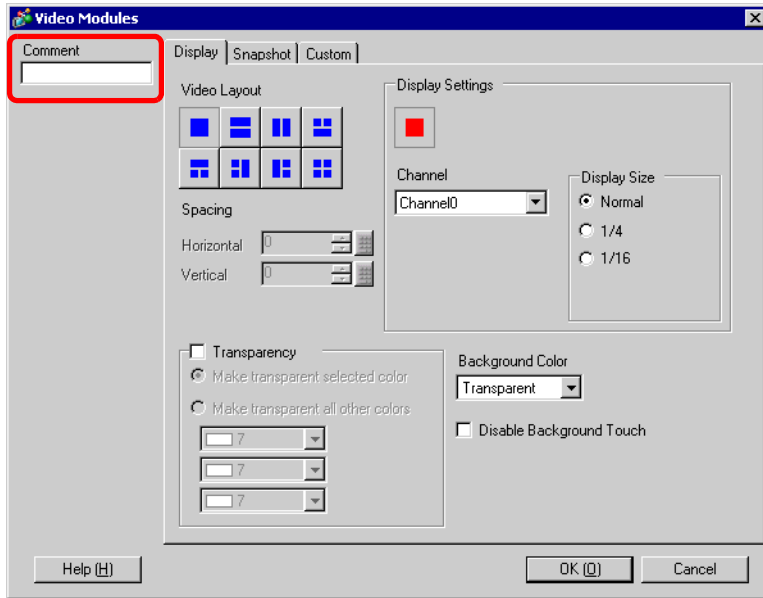 Video Modules
Comment
Display Snapshot Custom
Video Layout
Display Settings
Channel
Channel0
Display Size
Normal
1/4
1/16
Spacing
Horizontal 0
Vertical 0
Transparency
Make transparent selected color
Make transparent all other colors
7
7
7
Background Color
Transparent
Disable Background Touch
Help (H)
OK (O)
Cancel